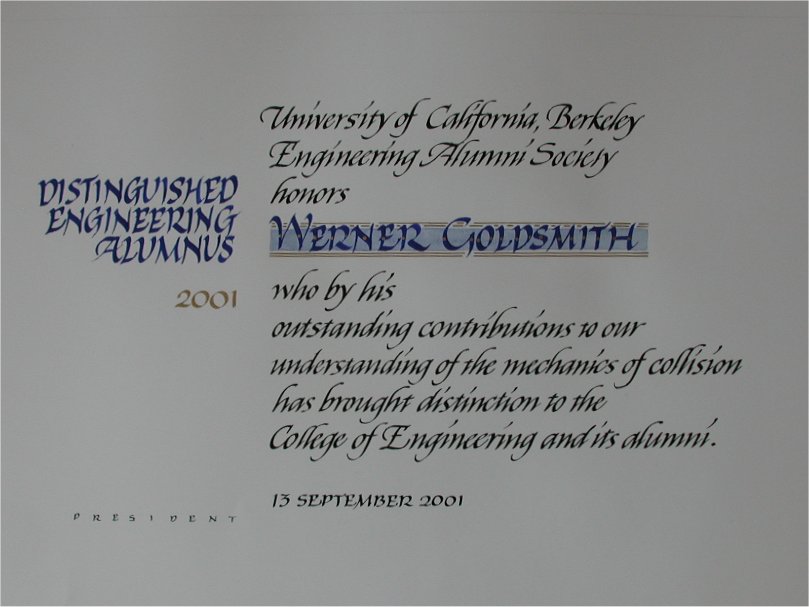 DISTINGUISHED
ENGINEERING
ALUMNUS
2001
University of California, Berkeley
Engineering Alumni Society
honors
WERNER GOLDSMITH
who by his
outstanding contributions to our
understanding of the mechanics of collision
has brought distinction to the
College of Engineering and its alumni.
13 SEPTEMBER 2001
PRESIDENT